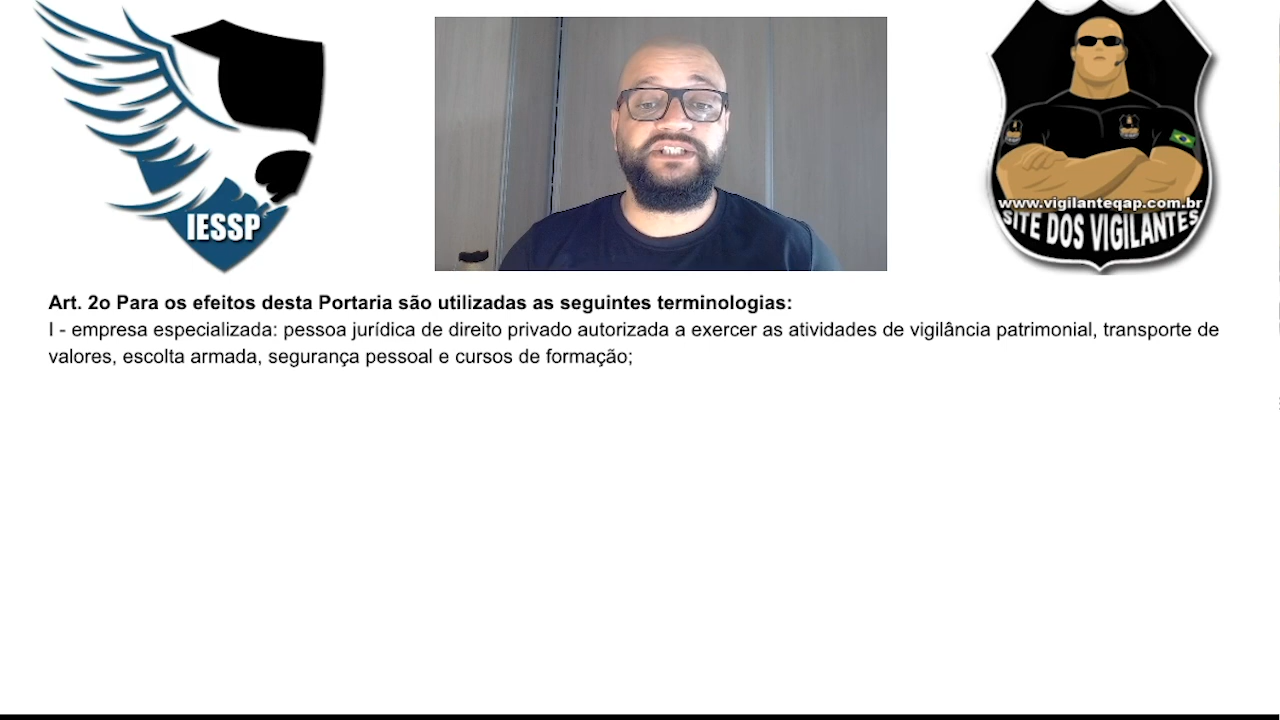 IESSP
www.vigilanteqap.com.br
SITE DOS VIGILANTES
Art. 2o Para os efeitos desta Portaria são utilizadas as seguintes terminologias:
I - empresa especializada: pessoa jurídica de direito privado autorizada a exercer as atividades de vigilância patrimonial, transporte de
valores, escolta armada, segurança pessoal e cursos de formação;